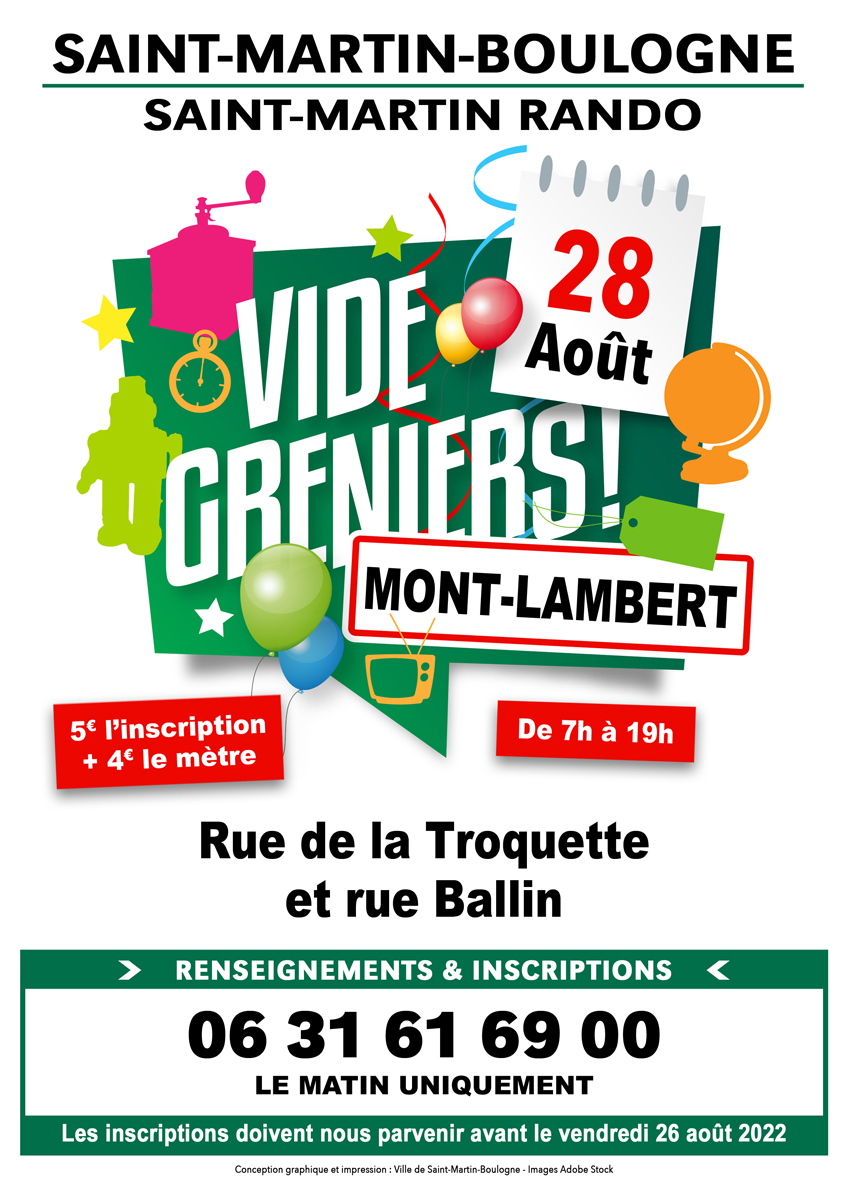 SAINT-MARTIN-BOULOGNE
SAINT-MARTIN RANDO
28
Août
VIDE
GRENIERS!
MONT-LAMBERT
5€ l'inscription
+ 4€ le mètre
De 7h à 19h
Rue de la Troquette
et rue Ballin
RENSEIGNEMENTS & INSCRIPTIONS
06 31 61 69 00
LE MATIN UNIQUEMENT
Les inscriptions doivent nous parvenir avant le vendredi 26 août 2022
Conception graphique et impression : Ville de Saint-Martin-Boulogne - Images Adobe Stock